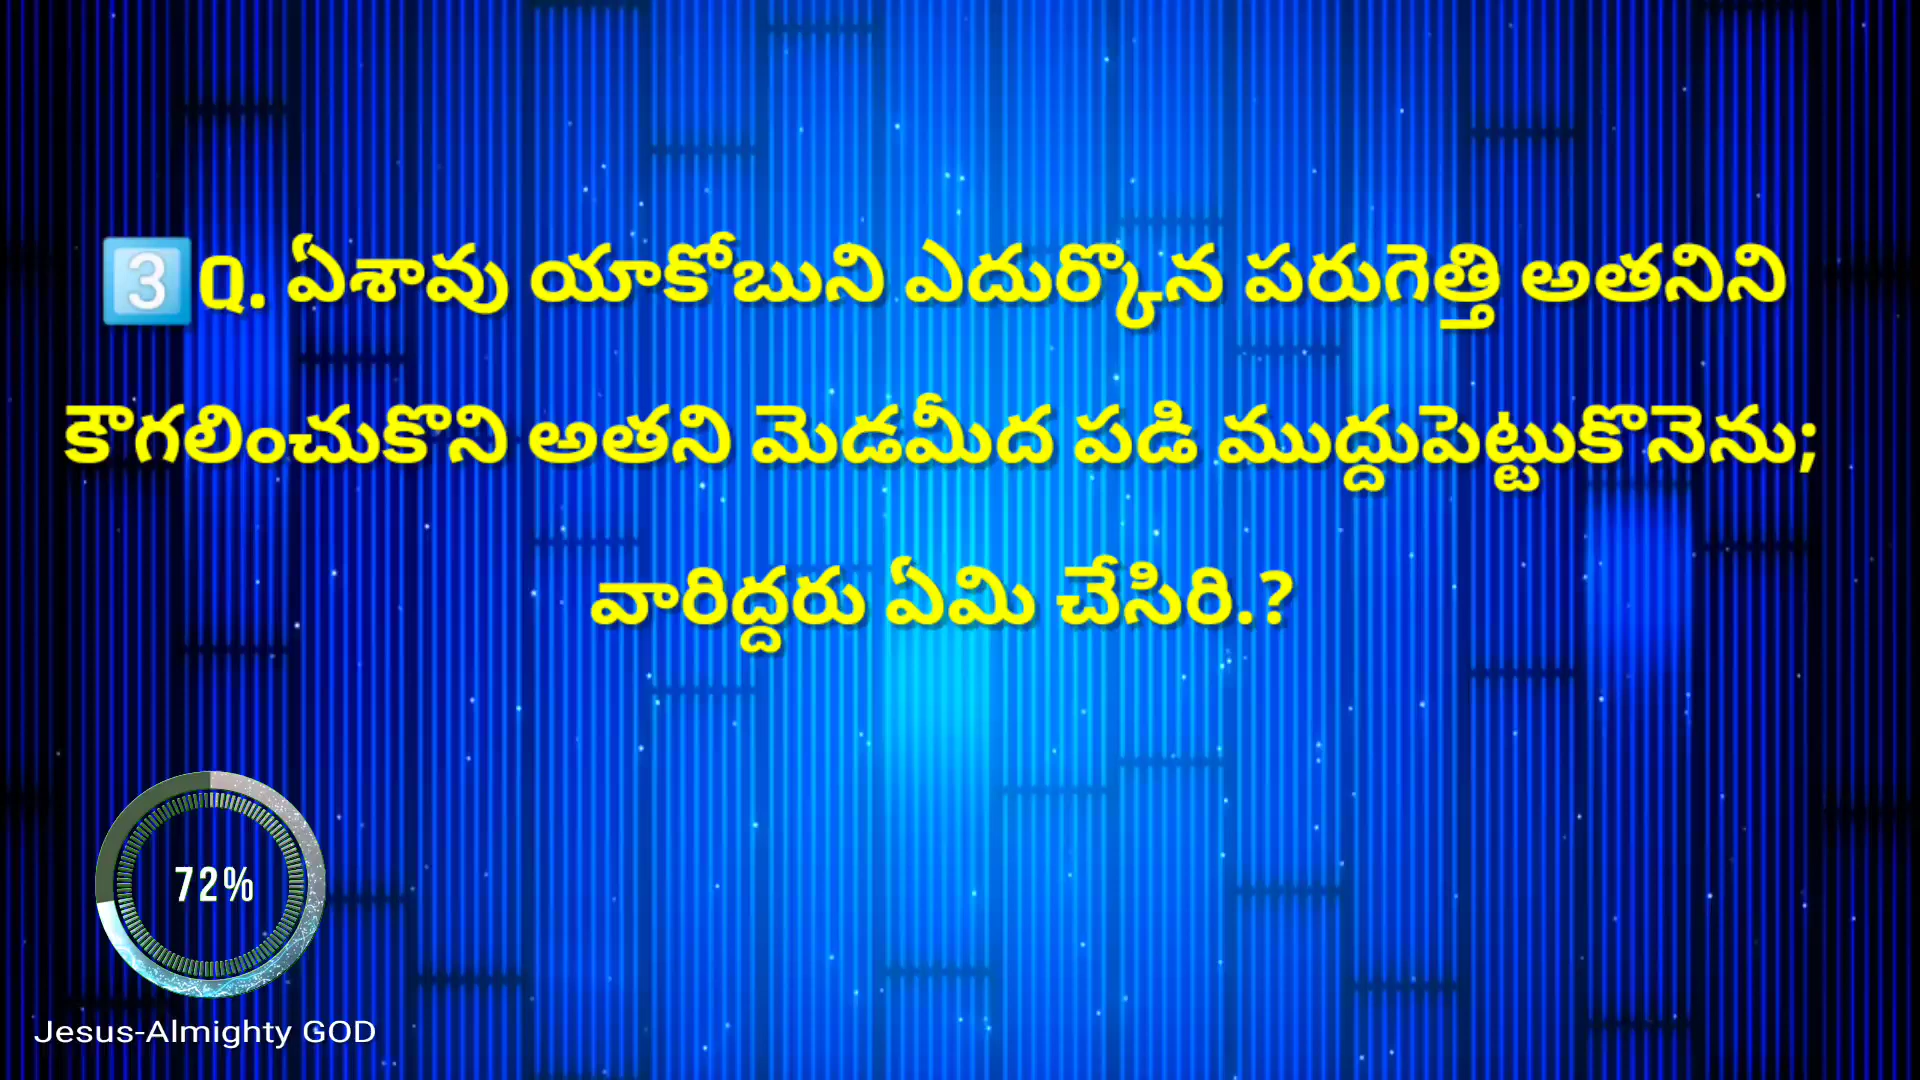 3️⃣Q. ఏశావు యాకోబుని ఎదుర్కొన పరుగెత్తి అతనిని
కౌగలించుకొని అతని మెడమీద పడి ముద్దుపెట్టుకొనెను;
వారిద్దరు ఏమి చేసిరి.?
72%
Jesus-Almighty GOD